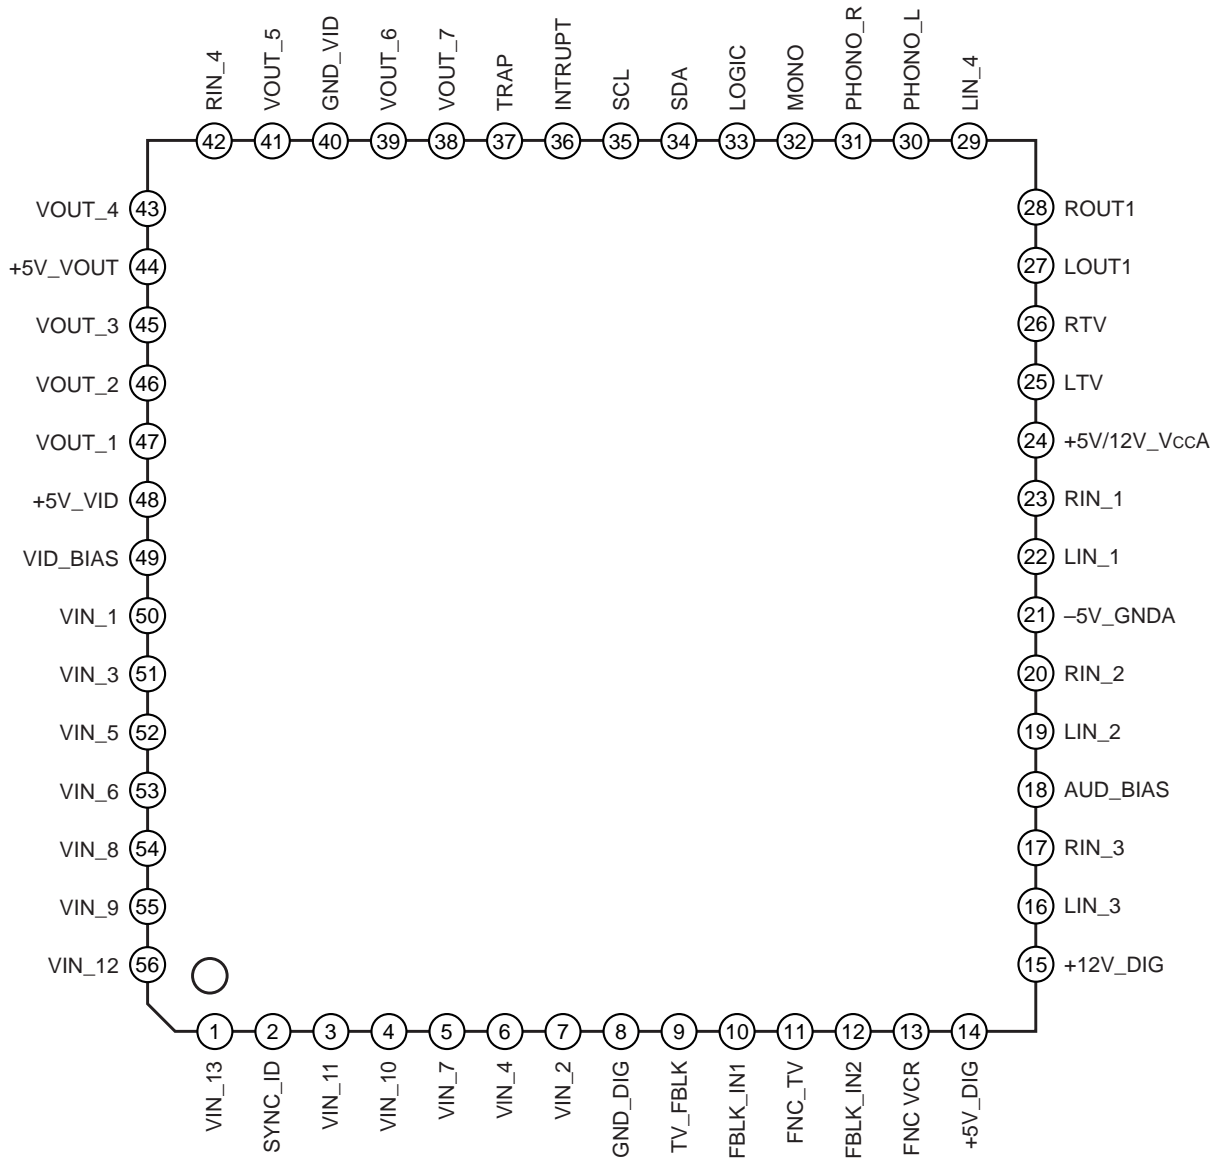 RIN_4
VOUT_5
GND_VID
VOUT_6
VOUT_7
TRAP
INTRUPT
SCL
SDA
LOGIC
MONO
PHONO_R
PHONO_L
LIN_4
42 41 40 39 38 37 36 35 34 33 32 31 30 29
VOUT_4 43
+5V_VOUT 44
VOUT_3 45
VOUT_2 46
VOUT_1 47
+5V_VID 48
VID_BIAS 49
VIN_1 50
VIN_3 51
VIN_5 52
VIN_6 53
VIN_8 54
VIN_9 55
VIN_12 56
28 ROUT1
27 LOUT1
26 RTV
25 LTV
24 +5V/12V_VCCA
23 RIN_1
22 LIN_1
21 –5V_GNDA
20 RIN_2
19 LIN_2
18 AUD_BIAS
17 RIN_3
16 LIN_3
15 +12V_DIG
1 2 3 4 5 6 7 8 9 10 11 12 13 14
VIN_13
SYNC_ID
VIN_11
VIN_10
VIN_7
VIN_4
VIN_2
GND_DIG
TV_FBLK
FBLK_IN1
FNC_TV
FBLK_IN2
FNC VCR
+5V_DIG